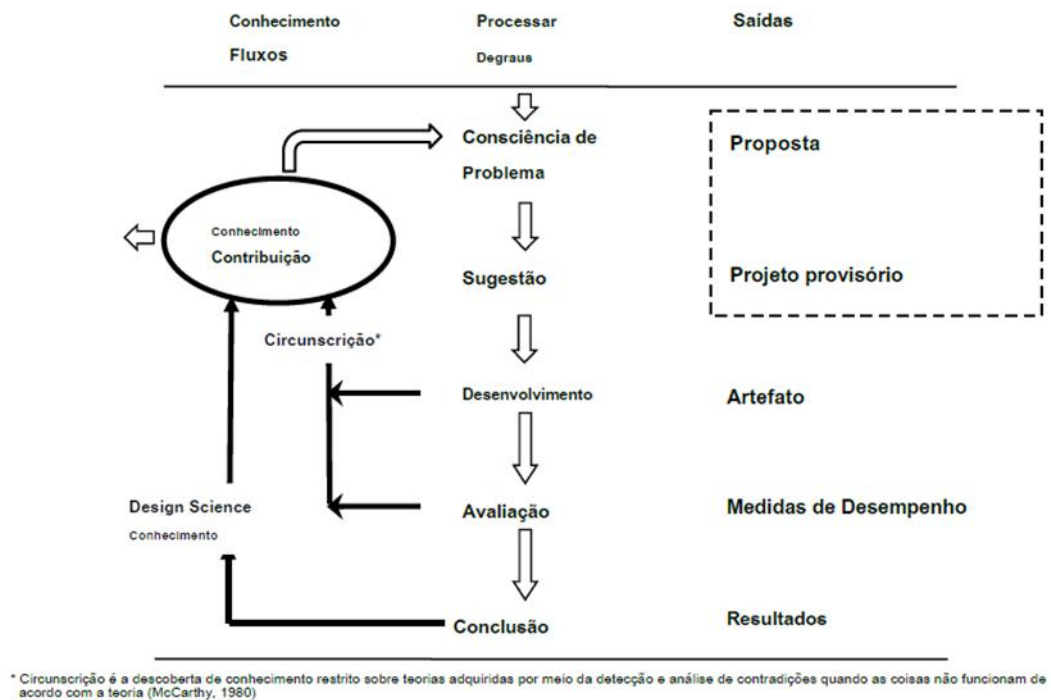 Conhecimento
Fluxos
Processar
Degraus
Saídas
Consciência de
Problema
Proposta
Conhecimento
Contribuição
Sugestão
Projeto provisório
Circunscrição*
Desenvolvimento
Artefato
Design Science
Conhecimento
Avaliação
Medidas de Desempenho
Conclusão
Resultados
* Circunscrição é a descoberta de conhecimento restrito sobre teorias adquiridas por meio da detecção e análise de contradições quando as coisas não funcionam de
acordo com a teoria (McCarthy, 1980)